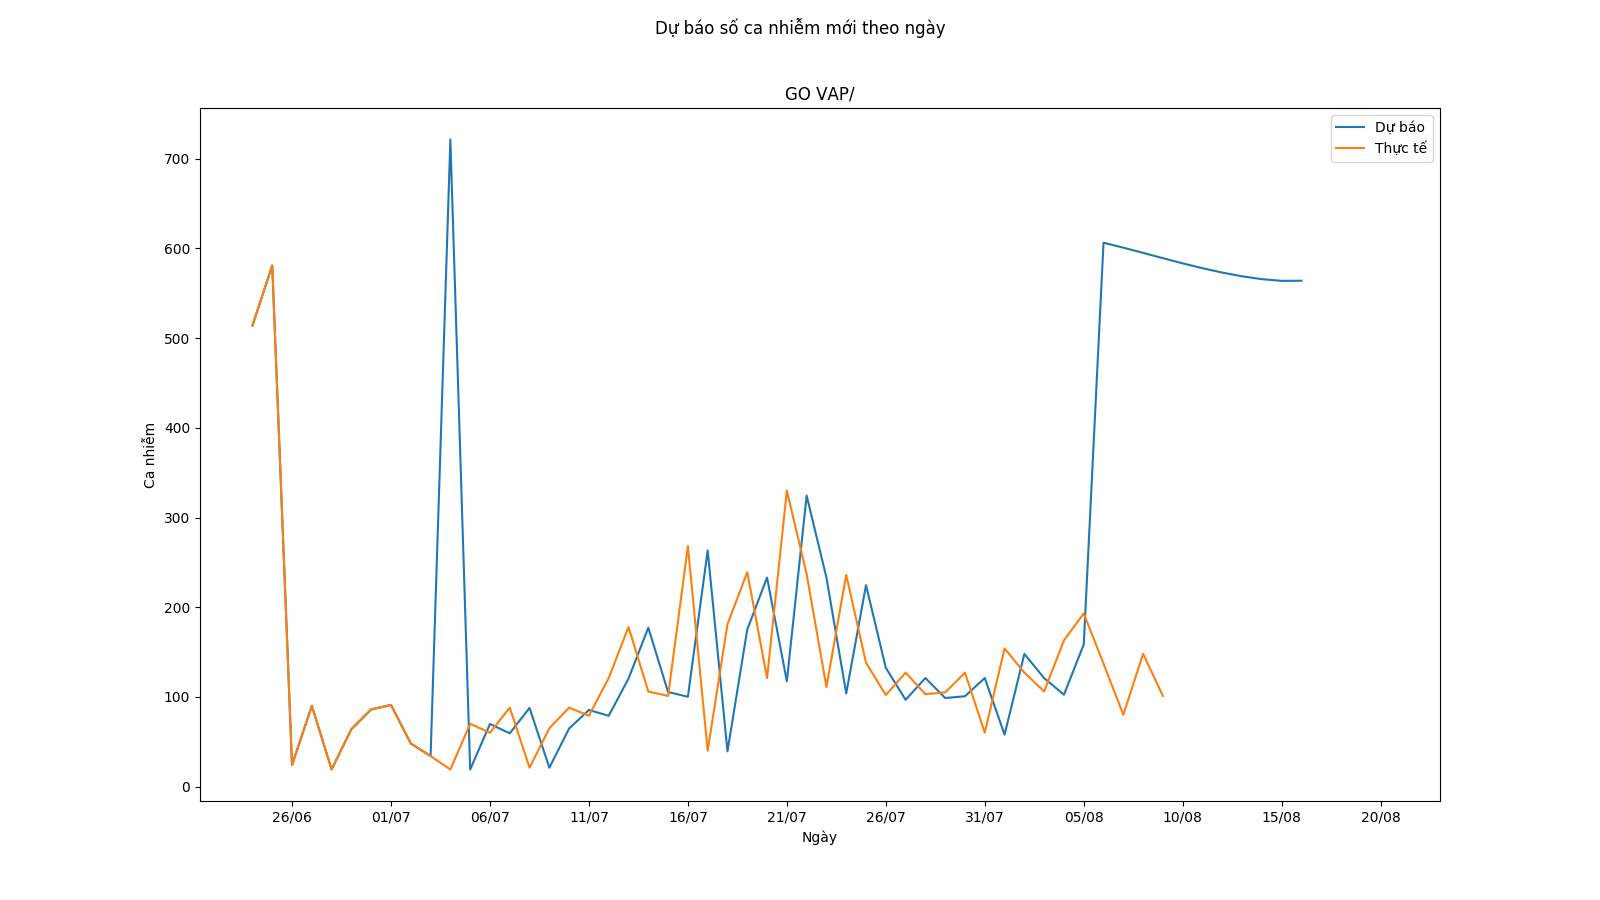 Dự báo số ca nhiễm mới theo ngày
GO VAP/
Dự báo
Thực tế
700
600
500
400
300
200
100
0
Ca nhiễm
26/06 01/07 06/07 11/07 16/07 21/07 26/07 31/07 05/08 10/08 15/08 20/08
Ngày